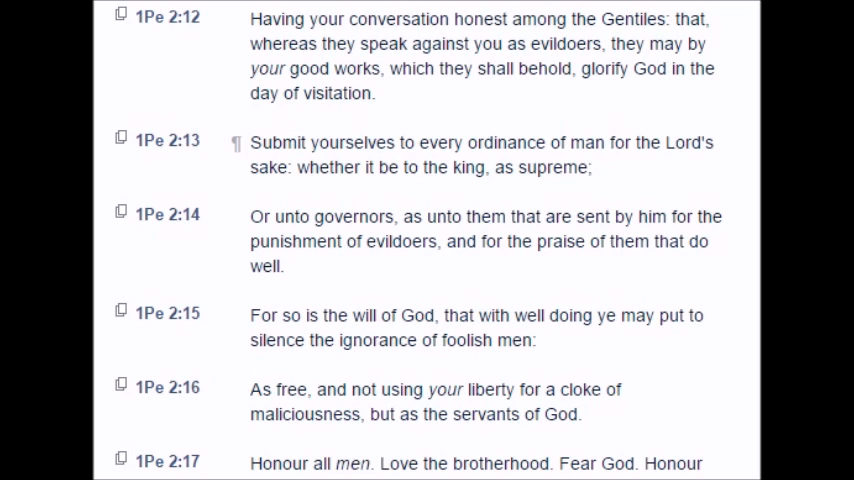 1Pe 2:12 Having your conversation honest among the Gentiles: that,
whereas they speak against you as evildoers, they may by
your good works, which they shall behold, glorify God in the
day of visitation.
1Pe 2:13 ¶ Submit yourselves to every ordinance of man for the Lord's
sake: whether it be to the king, as supreme;
1Pe 2:14 Or unto governors, as unto them that are sent by him for the
punishment of evildoers, and for the praise of them that do
well.
1Pe 2:15 For so is the will of God, that with well doing ye may put to
silence the ignorance of foolish men:
1Pe 2:16 As free, and not using your liberty for a cloke of
maliciousness, but as the servants of God.
1Pe 2:17 Honour all men. Love the brotherhood. Fear God. Honour